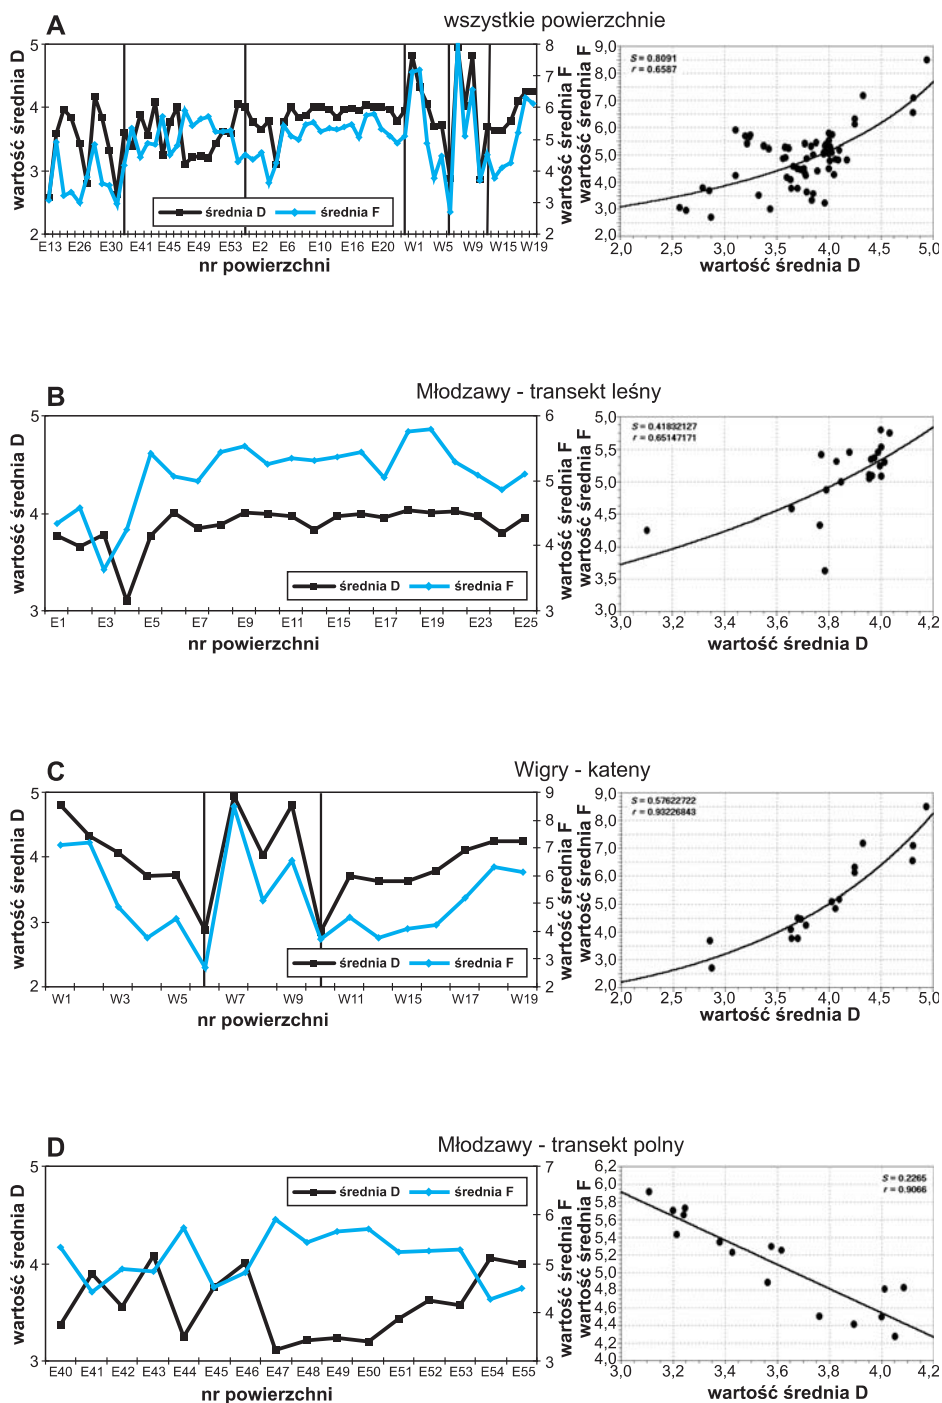 A
wszystkie powierzchnie
wartość średnia D
5
4
3
2
8
7
6
5
4
3
2
wartość średnia F
średnia D
średnia F
E13 E26 E30 E41 E45 E49 E53 E2 E6 E10 E16 E20 W1 W5 W9 W15 W19
nr powierzchni
wartość średnia F
9,0
8,0
7,0
6,0
5,0
4,0
3,0
2,0
S = 0.8091
r = 0.6587
2,0 2,5 3,0 3,5 4,0 4,5 5,0
wartość średnia D
B
Młodzawy - transekt leśny
wartość średnia D
5
4
3
6
5
4
3
wartość średnia F
średnia D
średnia F
E1 E3 E5 E7 E9 E11 E15 E17 E19 E23 E25
nr powierzchni
wartość średnia F
5,0
5,5
5,0
4,5
4,0
3,5
3,0
S = 0.41832127
r = 0.65147171
3,0 3,2 3,4 3,6 3,8 4,0 4,2
wartość średnia D
C
Wigry - kateny
wartość średnia D
5
4
3
2
9
8
7
6
5
4
3
2
wartość średnia F
średnia D
średnia F
W1 W3 W5 W7 W9 W11 W15 W17 W19
nr powierzchni
wartość średnia F
9,0
8,0
7,0
6,0
5,0
4,0
3,0
2,0
S = 0.57622722
r = 0.93226843
2,0 2,5 3,0 3,5 4,0 4,5 5,0
wartość średnia D
D
Młodzawy - transekt polny
wartość średnia D
5
4
3
7
6
5
4
3
wartość średnia F
średnia D
średnia F
E40 E41 E42 E43 E44 E45 E46 E47 E48 E49 E50 E51 E52 E53 E54 E55
nr powierzchni
wartość średnia F
6,2
6,0
5,8
5,6
5,4
5,2
5,0
4,8
4,6
4,4
4,2
4,0
S = 0.2265
r = 0.9066
3,0 3,2 3,4 3,6 3,8 4,0 4,2
wartość średnia D